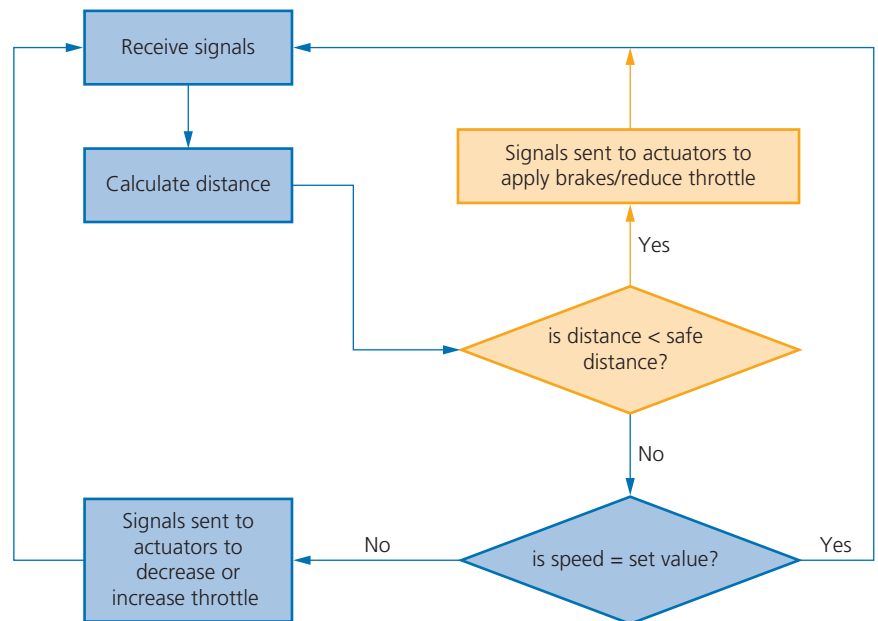 Receive signals
Calculate distance
Signals sent to actuators to
apply brakes/reduce throttle
Yes
is distance < safe
distance?
No
Signals sent to
actuators to
decrease or
increase throttle
No
is speed = set value?
Yes